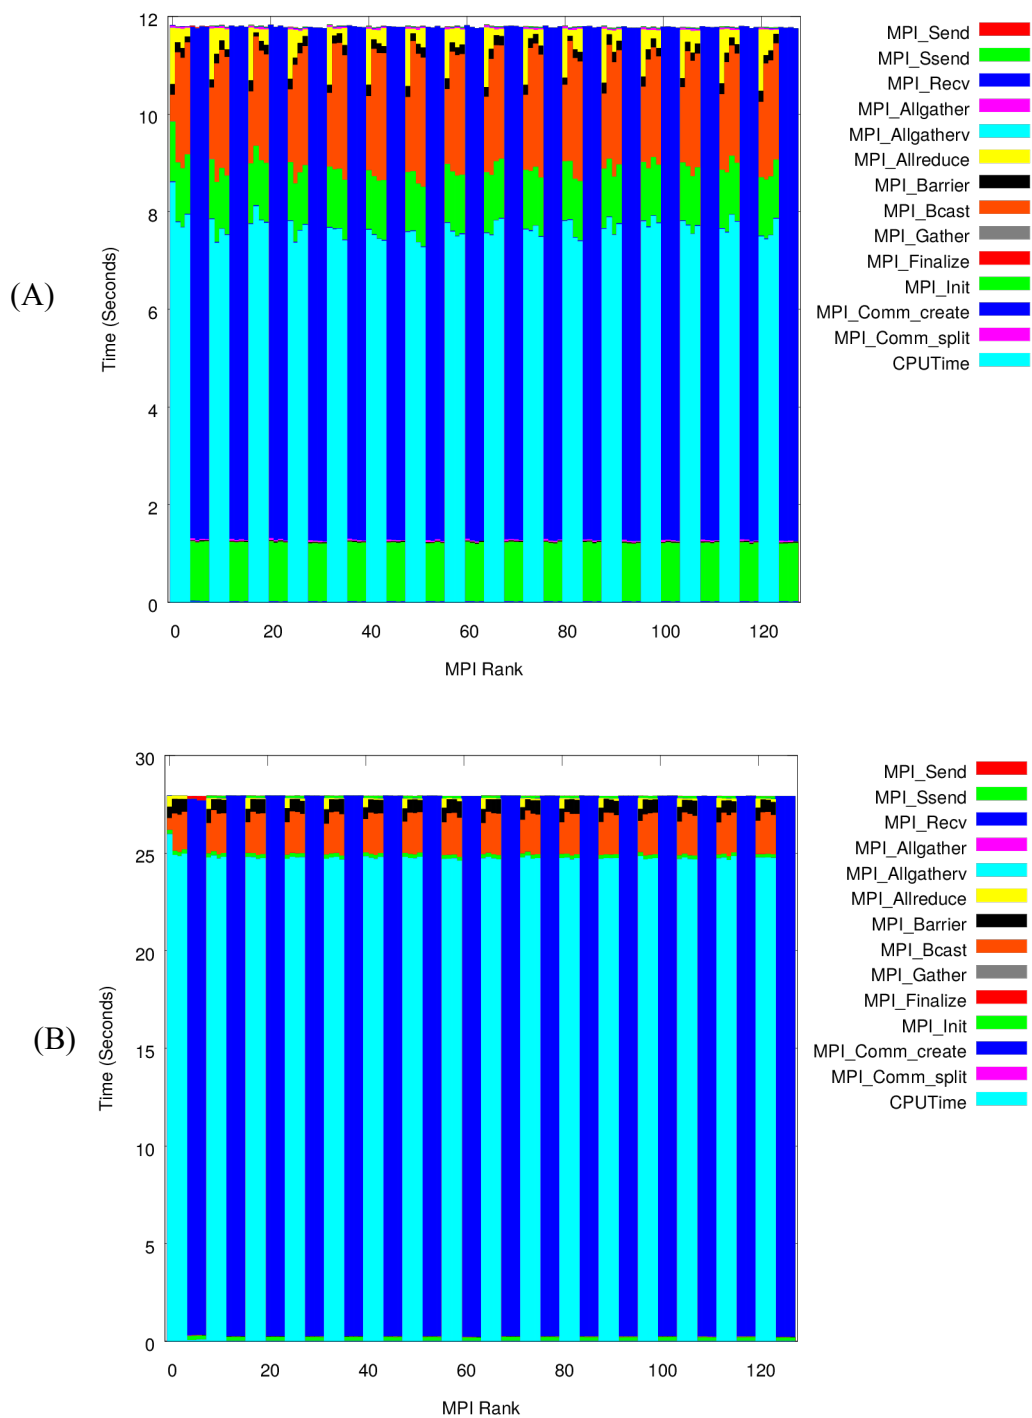 12
10
8
6
4
2
0
Time (Seconds)
(A)
0 20 40 60 80 100 120
MPI Rank
MPI_Send
MPI_Ssend
MPI_Recv
MPI_Allgather
MPI_Allgatherv
MPI_Allreduce
MPI_Barrier
MPI_Bcast
MPI_Gather
MPI_Finalize
MPI_Init
MPI_Comm_create
MPI_Comm_split
CPUTime
30
25
20
15
10
5
0
Time (Seconds)
(B)
0 20 40 60 80 100 120
MPI Rank
MPI_Send
MPI_Ssend
MPI_Recv
MPI_Allgather
MPI_Allgatherv
MPI_Allreduce
MPI_Barrier
MPI_Bcast
MPI_Gather
MPI_Finalize
MPI_Init
MPI_Comm_create
MPI_Comm_split
CPUTime